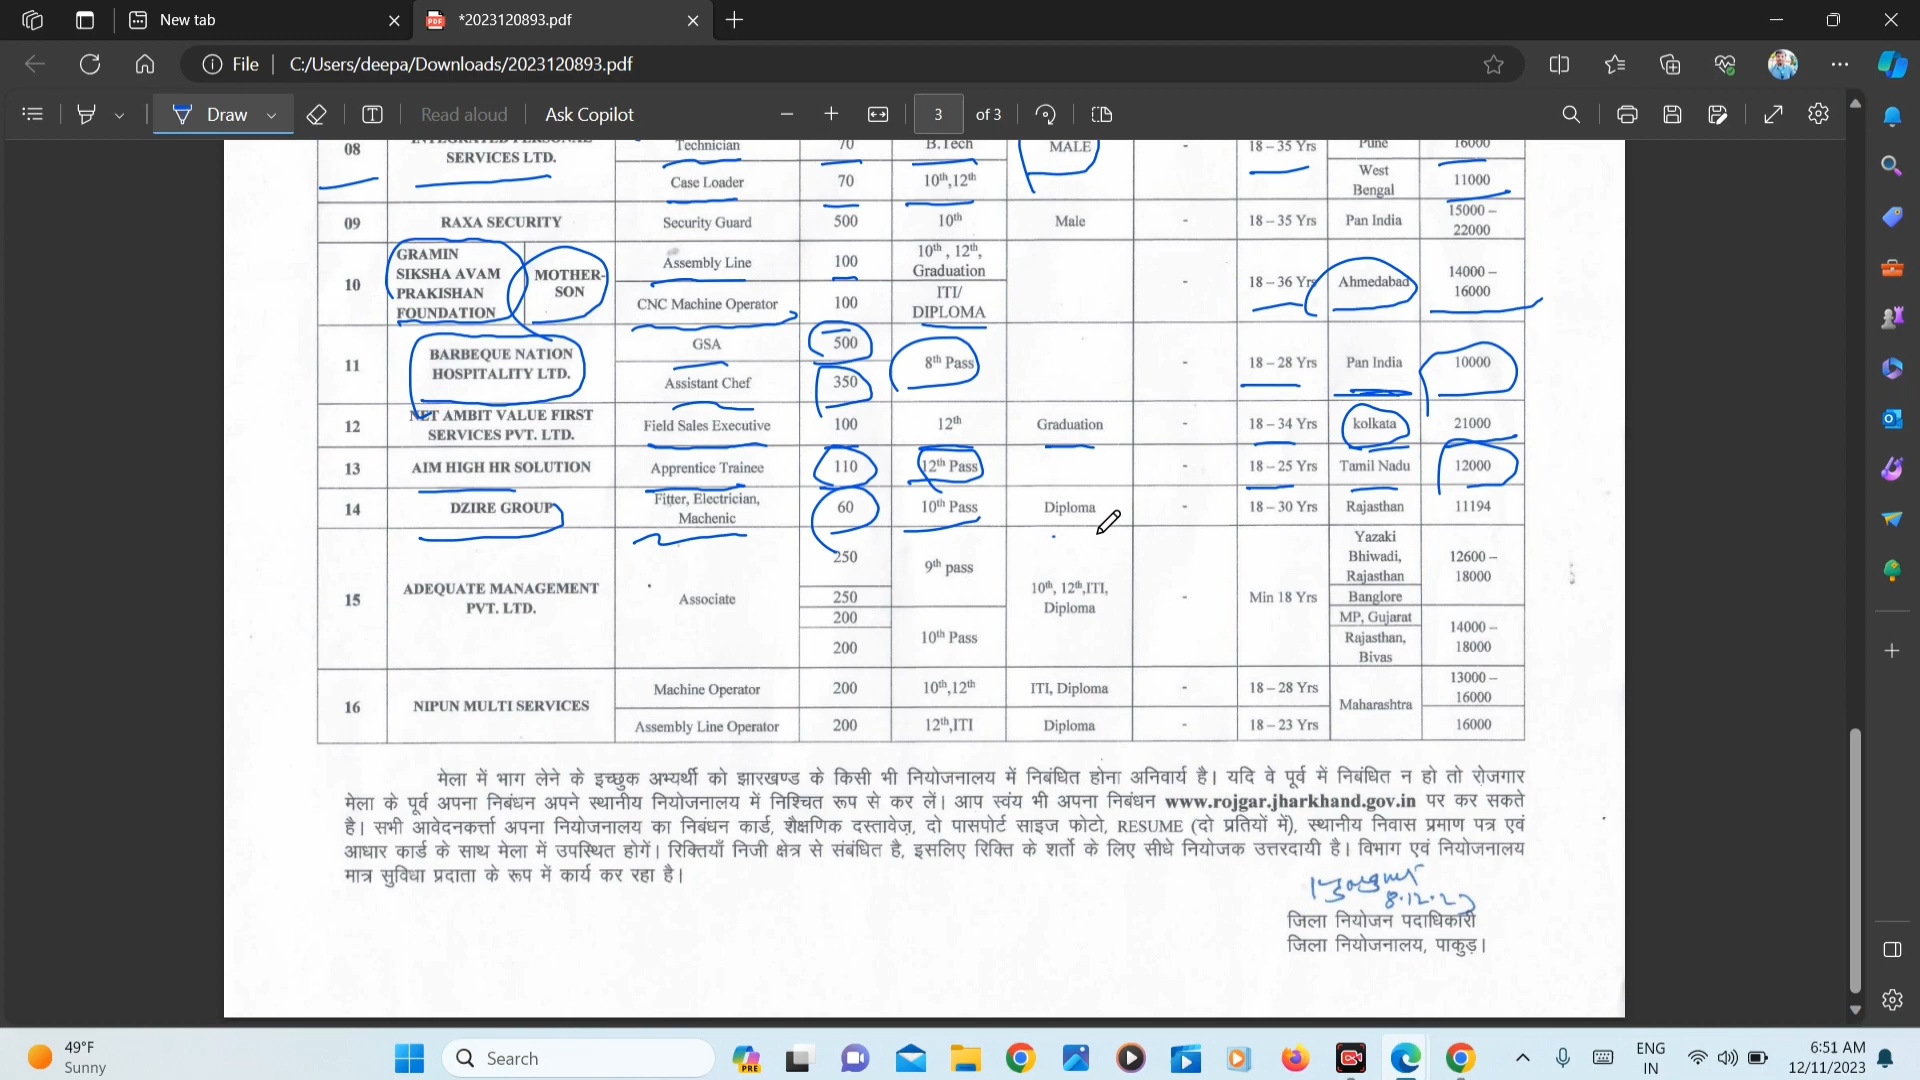 New tab
*2023120893.pdf
File
C:/Users/deepa/Downloads/2023120893.pdf
Draw
Read aloud
Ask Copilot
3 of 3
08 INTEGRATED PERSONAL SERVICES LTD. Technician 70 B.Tech MALE - 18 – 35 Yrs Pune 16000
Case Loader 70 10th,12th West Bengal 11000
09 RAXA SECURITY Security Guard 500 10th Male - 18 – 35 Yrs Pan India 15000 – 22000
10 GRAMIN SIKSHA AVAM PRAKISHAN FOUNDATION MOTHER-SON Assembly Line 100 10th , 12th, Graduation - 18 – 36 Yrs Ahmedabad 14000 – 16000
CNC Machine Operator 100 ITI/ DIPLOMA
11 BARBEQUE NATION HOSPITALITY LTD. GSA 500 8th Pass - 18 – 28 Yrs Pan India 10000
Assistant Chef 350
12 NET AMBIT VALUE FIRST SERVICES PVT. LTD. Field Sales Executive 100 12th Graduation - 18 – 34 Yrs kolkata 21000
13 AIM HIGH HR SOLUTION Apprentice Trainee 110 12th Pass - 18 – 25 Yrs Tamil Nadu 12000
14 DZIRE GROUP Fitter, Electrician, Machenic 60 10th Pass Diploma - 18 – 30 Yrs Rajasthan 11194
15 ADEQUATE MANAGEMENT PVT. LTD. Associate 250 9th pass 10th, 12th,ITI, Diploma - Min 18 Yrs Yazaki Bhiwadi, Rajasthan 12600 – 18000
250 Banglore
200 10th Pass MP, Gujarat 14000 – 18000
200 Rajasthan, Bivas
16 NIPUN MULTI SERVICES Machine Operator 200 10th,12th ITI, Diploma - 18 – 28 Yrs Maharashtra 13000 – 16000
Assembly Line Operator 200 12th,ITI Diploma - 18 – 23 Yrs 16000
मेला में भाग लेने के इच्छुक अभ्यर्थी को झारखण्ड के किसी भी नियोजनालय में निबंधित होना अनिवार्य है। यदि वे पूर्व में निबंधित न हो तो रोजगार
मेला के पूर्व अपना निबंधन अपने स्थानीय नियोजनालय में निश्चित रूप से कर लें। आप स्वंय भी अपना निबंधन www.rojgar.jharkhand.gov.in पर कर सकते
है। सभी आवेदनकर्त्ता अपना नियोजनालय का निबंधन कार्ड, शैक्षणिक दस्तावेज़, दो पासपोर्ट साइज फोटो, RESUME (दो प्रतियों में), स्थानीय निवास प्रमाण पत्र एवं
आधार कार्ड के साथ मेला में उपस्थित होगें। रिक्तियाँ निजी क्षेत्र से संबंधित है, इसलिए रिक्ति के शर्तो के लिए सीधे नियोजक उत्तरदायी है। विभाग एवं नियोजनालय
मात्र सुविधा प्रदाता के रूप में कार्य कर रहा है।
8.12.23
जिला नियोजन पदाधिकारी
जिला नियोजनालय, पाकुड़।
49°F
Sunny
Search
PRE
ENG
IN
6:51 AM
12/11/2023